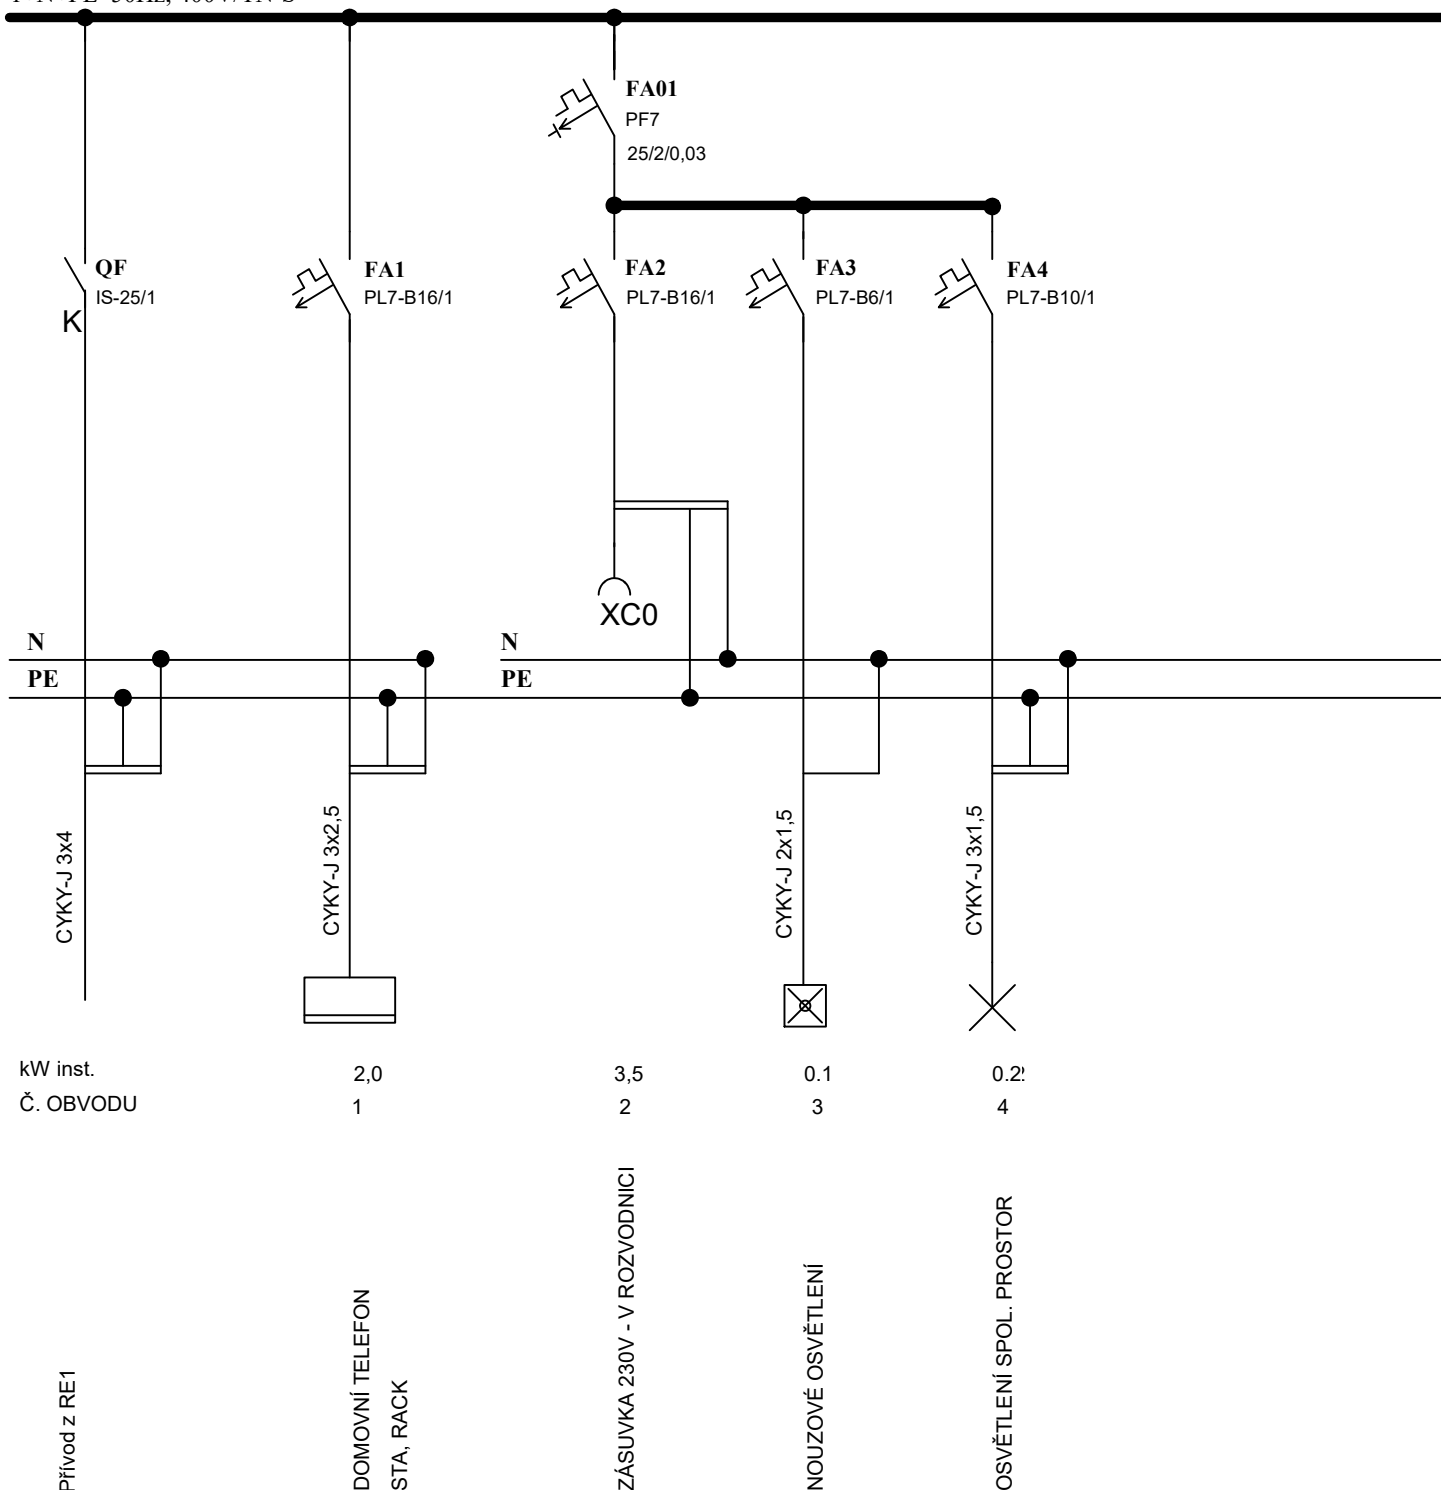 FA01
PF7
25/2/0,03
QF
IS-25/1
K
FA1
PL7-B16/1
FA2
PL7-B16/1
FA3
PL7-B6/1
FA4
PL7-B10/1
XC0
N
N
PE
PE
CYKY-J 3x4
CYKY-J 3x2,5
CYKY-J 2x1,5
CYKY-J 3x1,5
kW inst.
2,0
3,5
0.1
0.2
Č. OBVODU
1
2
3
4
Přívod z RE1
DOMOVNÍ TELEFON
STA, RACK
ZÁSUVKA 230V - V ROZVODNICI
NOUZOVÉ OSVĚTLENÍ
OSVĚTLENÍ SPOL. PROSTOR